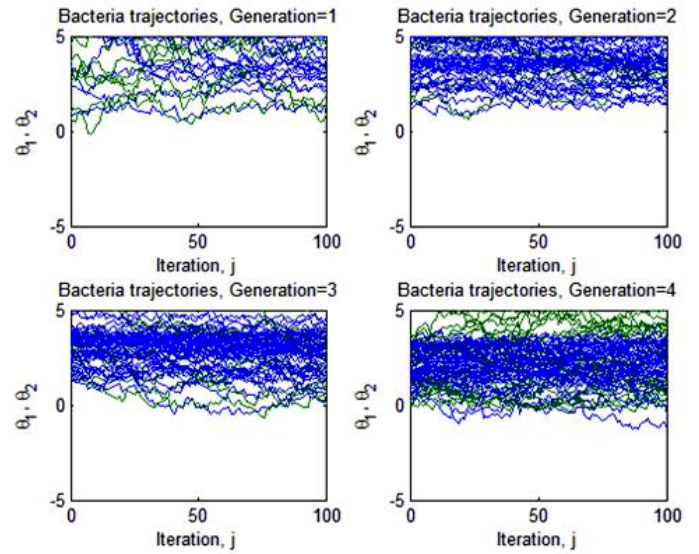 Bacteria trajectories, Generation=1
5
0
-5
θ₁, θ₂
0 50 100
Iteration, j
Bacteria trajectories, Generation=2
5
0
-5
θ₁, θ₂
0 50 100
Iteration, j
Bacteria trajectories, Generation=3
5
0
-5
θ₁, θ₂
0 50 100
Iteration, j
Bacteria trajectories, Generation=4
5
0
-5
θ₁, θ₂
0 50 100
Iteration, j